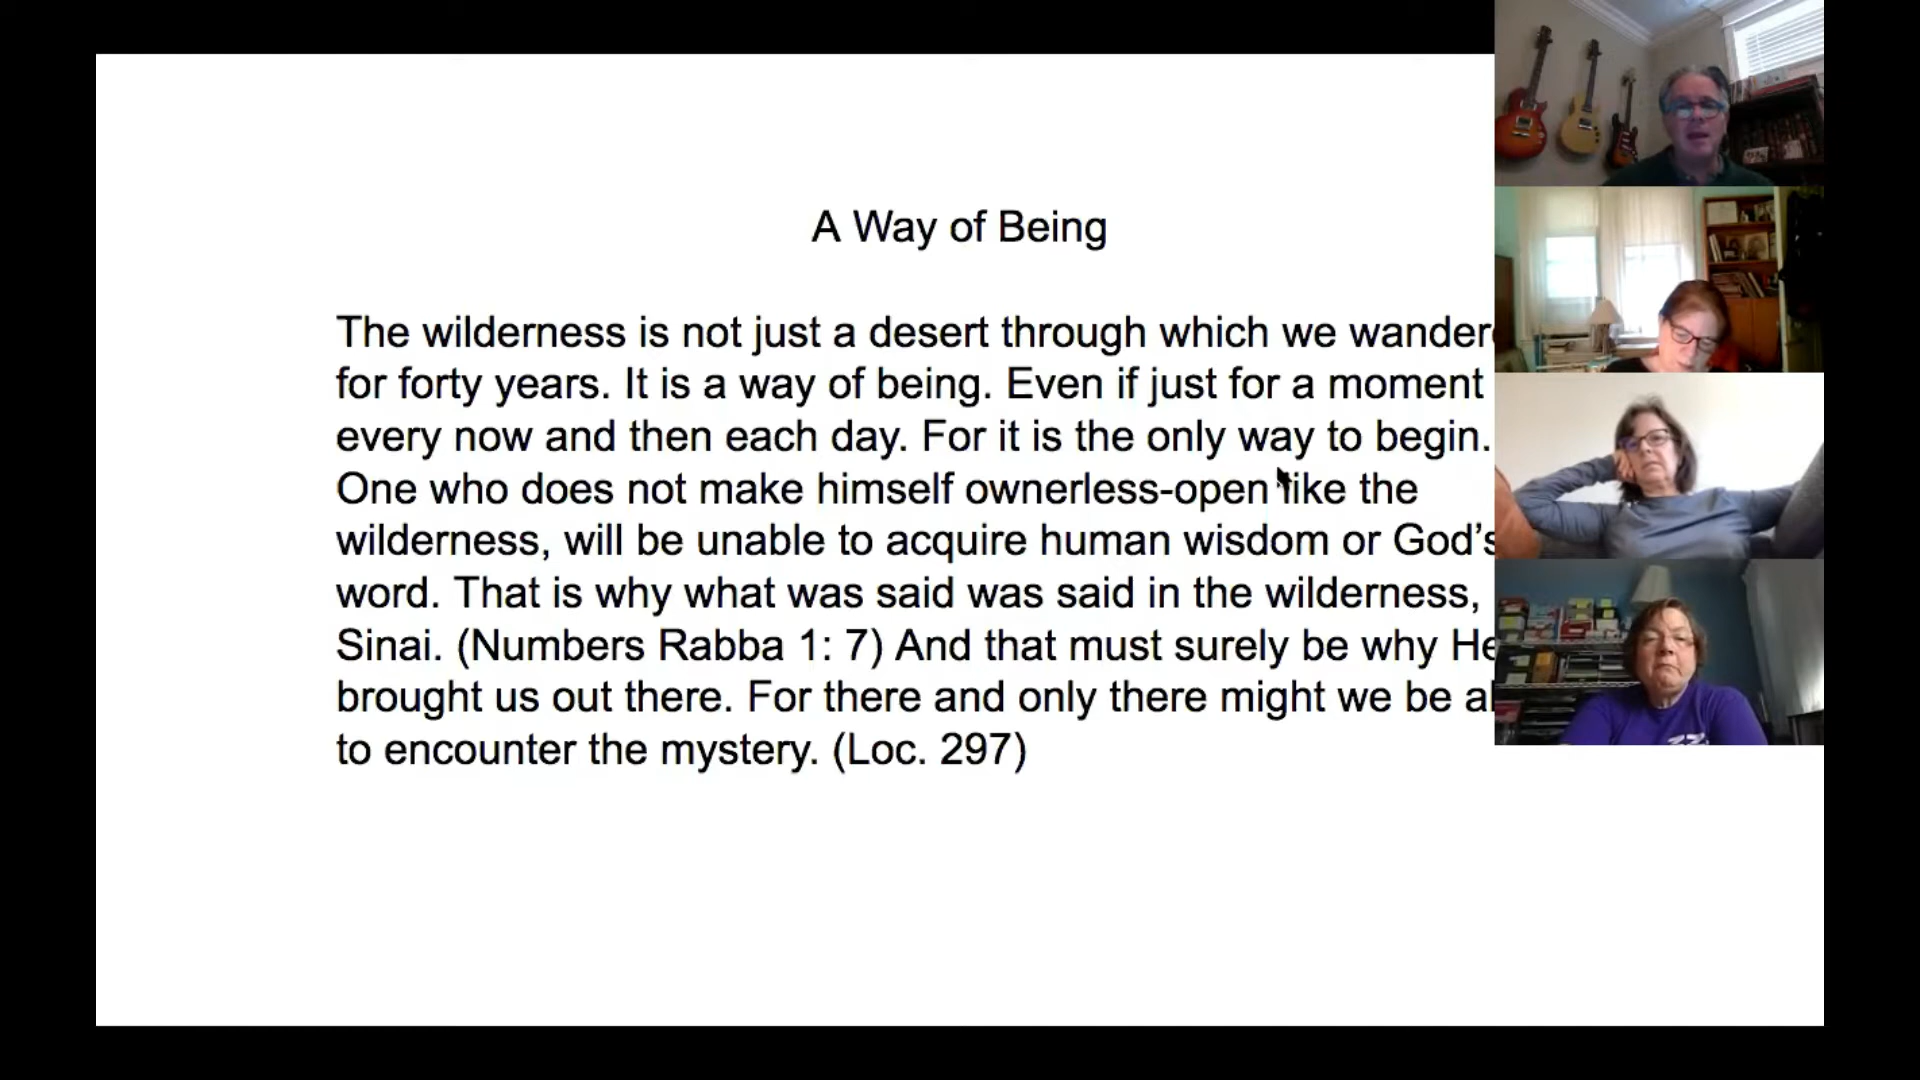 A Way of Being
The wilderness is not just a desert through which we
for forty years. It is a way of being. Even if just for a moment
every now and then each day. For it is the only way to begin.
One who does not make himself ownerless-open like the
wilderness, will be unable to acquire human wisdom or God's
word. That is why what was said was said in the wilderness,
Sinai. (Numbers Rabba 1: 7) And that must surely be why He
brought us out there. For there and only there might we be
to encounter the mystery. (Loc. 297)